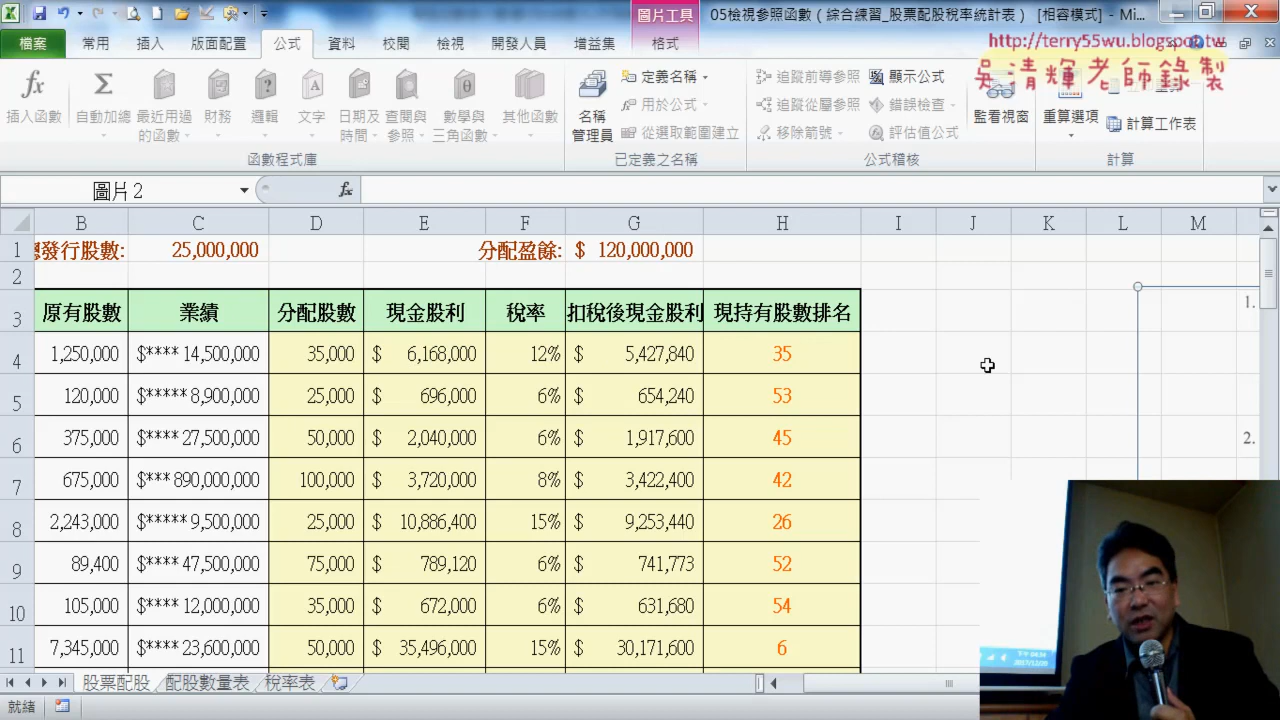 圖片工具
05檢視參照函數（綜合練習_股票配股稅率統計表） [相容模式] - Mi...
檔案 常用 插入 版面配置 公式 資料 校閱 檢視 開發人員 增益集 格式
http://terry55wu.blogspot.tw
吳清輝老師錄製
插入函數 自動加總 最近用過的函數 財務 邏輯 文字 日期及時間 查閱與參照 數學與三角函數 其他函數
函數程式庫
名稱管理員 定義名稱 用於公式 從選取範圍建立
已定義之名稱
追蹤前導參照 追蹤從屬參照 移除箭號 顯示公式 錯誤檢查 評估值公式 監看視窗
公式稽核
重算選項 計算工作表
計算
圖片 2 fx
B C D E F G H I J K L M
1 總發行股數: 25,000,000 分配盈餘: $ 120,000,000
2
3 原有股數 業績 分配股數 現金股利 稅率 扣稅後現金股利 現持有股數排名 1.
4 1,250,000 $**** 14,500,000 35,000 $ 6,168,000 12% $ 5,427,840 35
5 120,000 $***** 8,900,000 25,000 $ 696,000 6% $ 654,240 53
6 375,000 $**** 27,500,000 50,000 $ 2,040,000 6% $ 1,917,600 45 2.
7 675,000 $*** 890,000,000 100,000 $ 3,720,000 8% $ 3,422,400 42
8 2,243,000 $***** 9,500,000 25,000 $ 10,886,400 15% $ 9,253,440 26
9 89,400 $**** 47,500,000 75,000 $ 789,120 6% $ 741,773 52
10 105,000 $**** 12,000,000 35,000 $ 672,000 6% $ 631,680 54
11 7,345,000 $**** 23,600,000 50,000 $ 35,496,000 15% $ 30,171,600 6
股票配股 配股數量表 稅率表
就緒